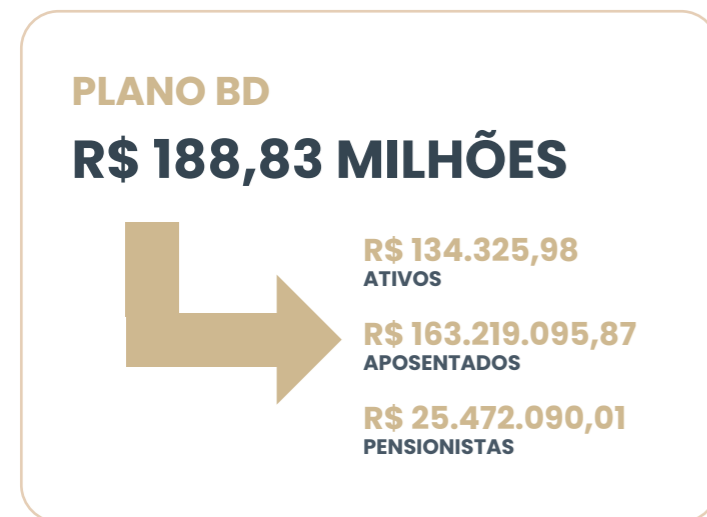 PLANO BD
R$ 188,83 MILHÕES
R$ 134.325,98
ATIVOS
R$ 163.219.095,87
APOSENTADOS
R$ 25.472.090,01
PENSIONISTAS